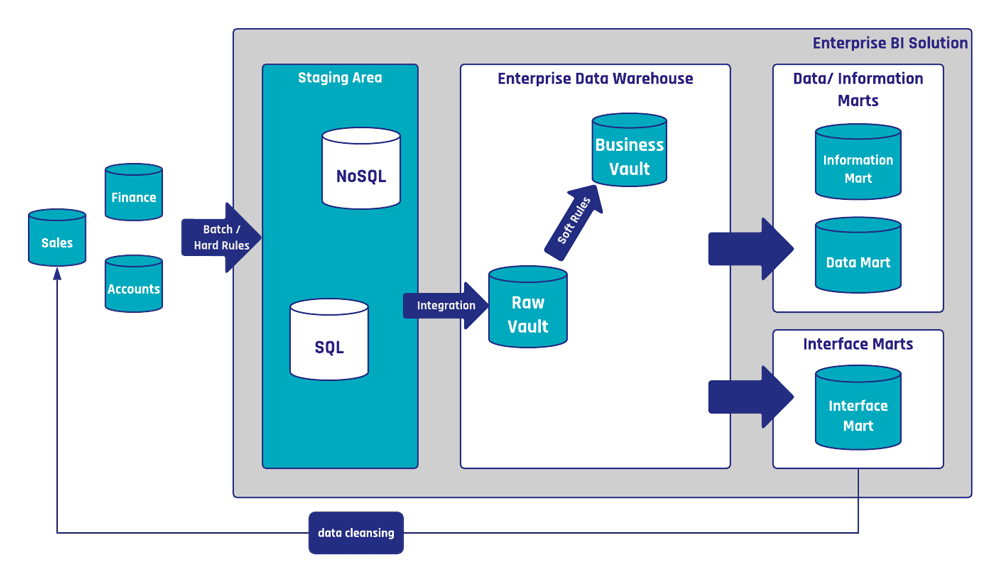 Enterprise BI Solution
Staging Area
Enterprise Data Warehouse
Data/ Information
Marts
NoSQL
Business
Vault
Information
Mart
Finance
Sales
Batch /
Hard Rules
Soft Rules
Data Mart
Accounts
Integration
Raw
Vault
SQL
Interface Marts
Interface
Mart
data cleansing